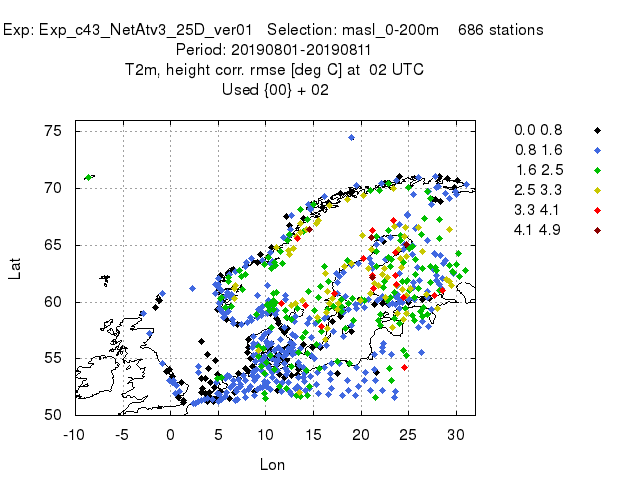 Exp: Exp_c43_NetAtv3_25D_ver01 Selection: masl_0-200m 686 stations
Period: 20190801-20190811
T2m, height corr. rmse [deg C] at 02 UTC
Used {00} + 02
75
70
65
60
55
50
Lat
-10 -5 0 5 10 15 20 25 30
Lon
0.0 0.8
0.8 1.6
1.6 2.5
2.5 3.3
3.3 4.1
4.1 4.9